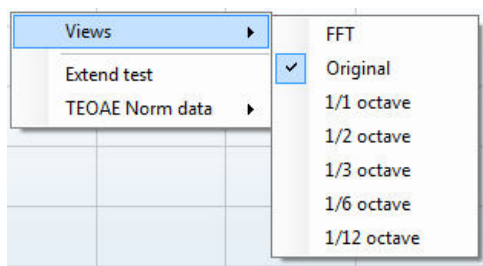 Views
Extend test
TEOAE Norm data
FFT
Original
1/1 octave
1/2 octave
1/3 octave
1/6 octave
1/12 octave